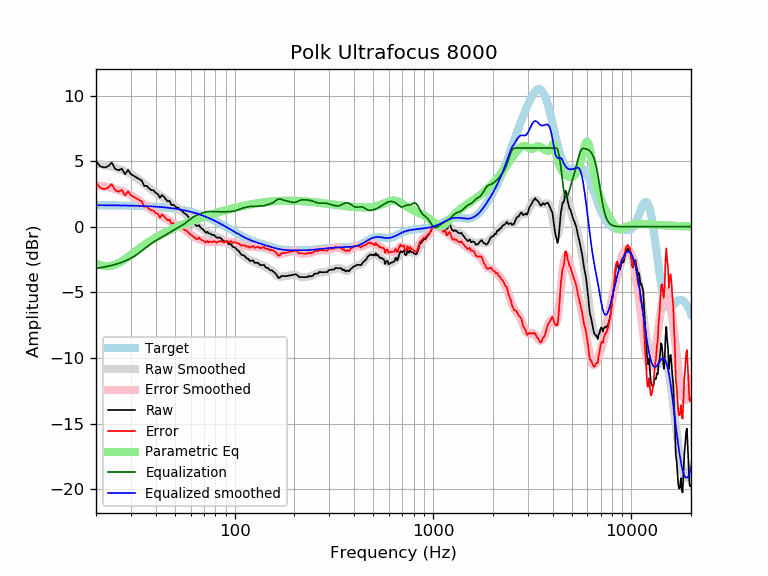 Polk Ultrafocus 8000
Amplitude (dBr)
10
5
0
−5
−10
−15
−20
Target
Raw Smoothed
Error Smoothed
Raw
Error
Parametric Eq
Equalization
Equalized smoothed
100
1000
10000
Frequency (Hz)